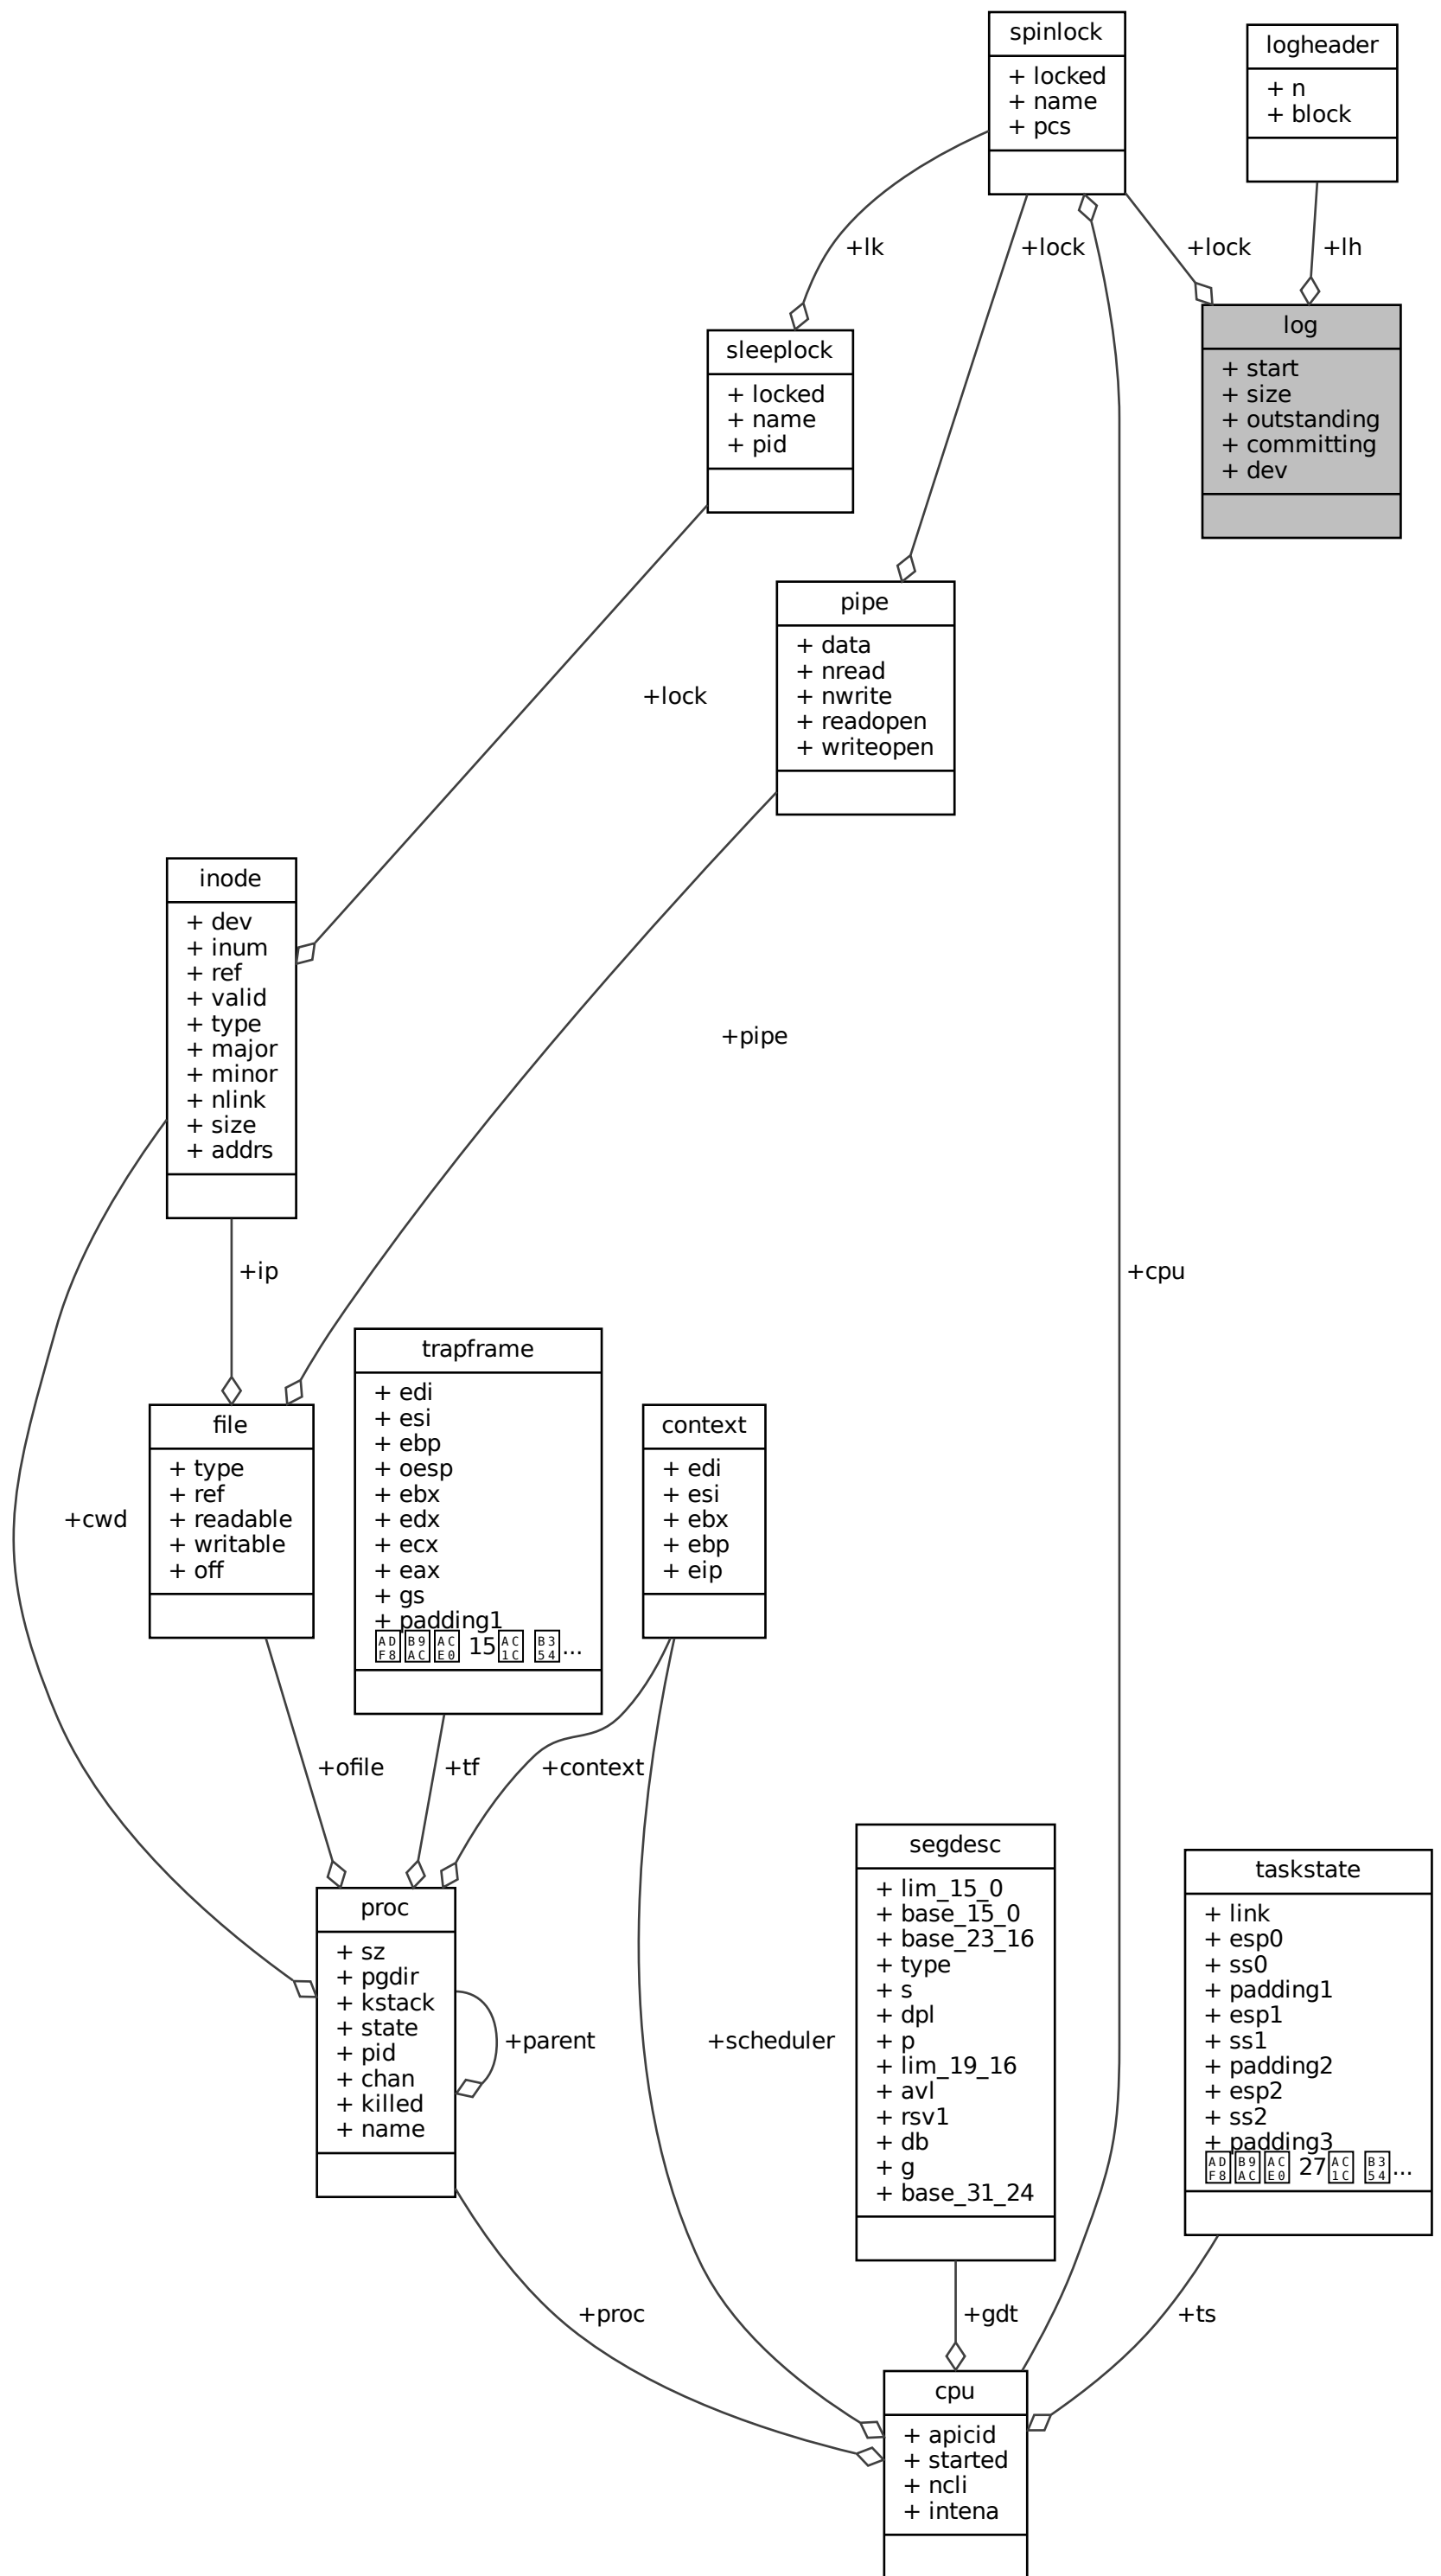 spinlock
+ locked
+ name
+ pcs
logheader
+ n
+ block
+lk
+lock
+lock
+lh
log
+ start
+ size
+ outstanding
+ committing
+ dev
sleeplock
+ locked
+ name
+ pid
pipe
+ data
+ nread
+ nwrite
+ readopen
+ writeopen
+lock
inode
+ dev
+ inum
+ ref
+ valid
+ type
+ major
+ minor
+ nlink
+ size
+ addrs
+pipe
+ip
+cpu
trapframe
+ edi
+ esi
+ ebp
+ oesp
+ ebx
+ edx
+ ecx
+ eax
+ gs
+ padding1
15 ...
context
+ edi
+ esi
+ ebx
+ ebp
+ eip
file
+ type
+ ref
+ readable
+ writable
+ off
+cwd
+ofile
+tf
+context
segdesc
+ lim_15_0
+ base_15_0
+ base_23_16
+ type
+ s
+ dpl
+ p
+ lim_19_16
+ avl
+ rsv1
+ db
+ g
+ base_31_24
taskstate
+ link
+ esp0
+ ss0
+ padding1
+ esp1
+ ss1
+ padding2
+ esp2
+ ss2
+ padding3
27 ...
proc
+ sz
+ pgdir
+ kstack
+ state
+ pid
+ chan
+ killed
+ name
+parent
+scheduler
+proc
+gdt
+ts
cpu
+ apicid
+ started
+ ncli
+ intena